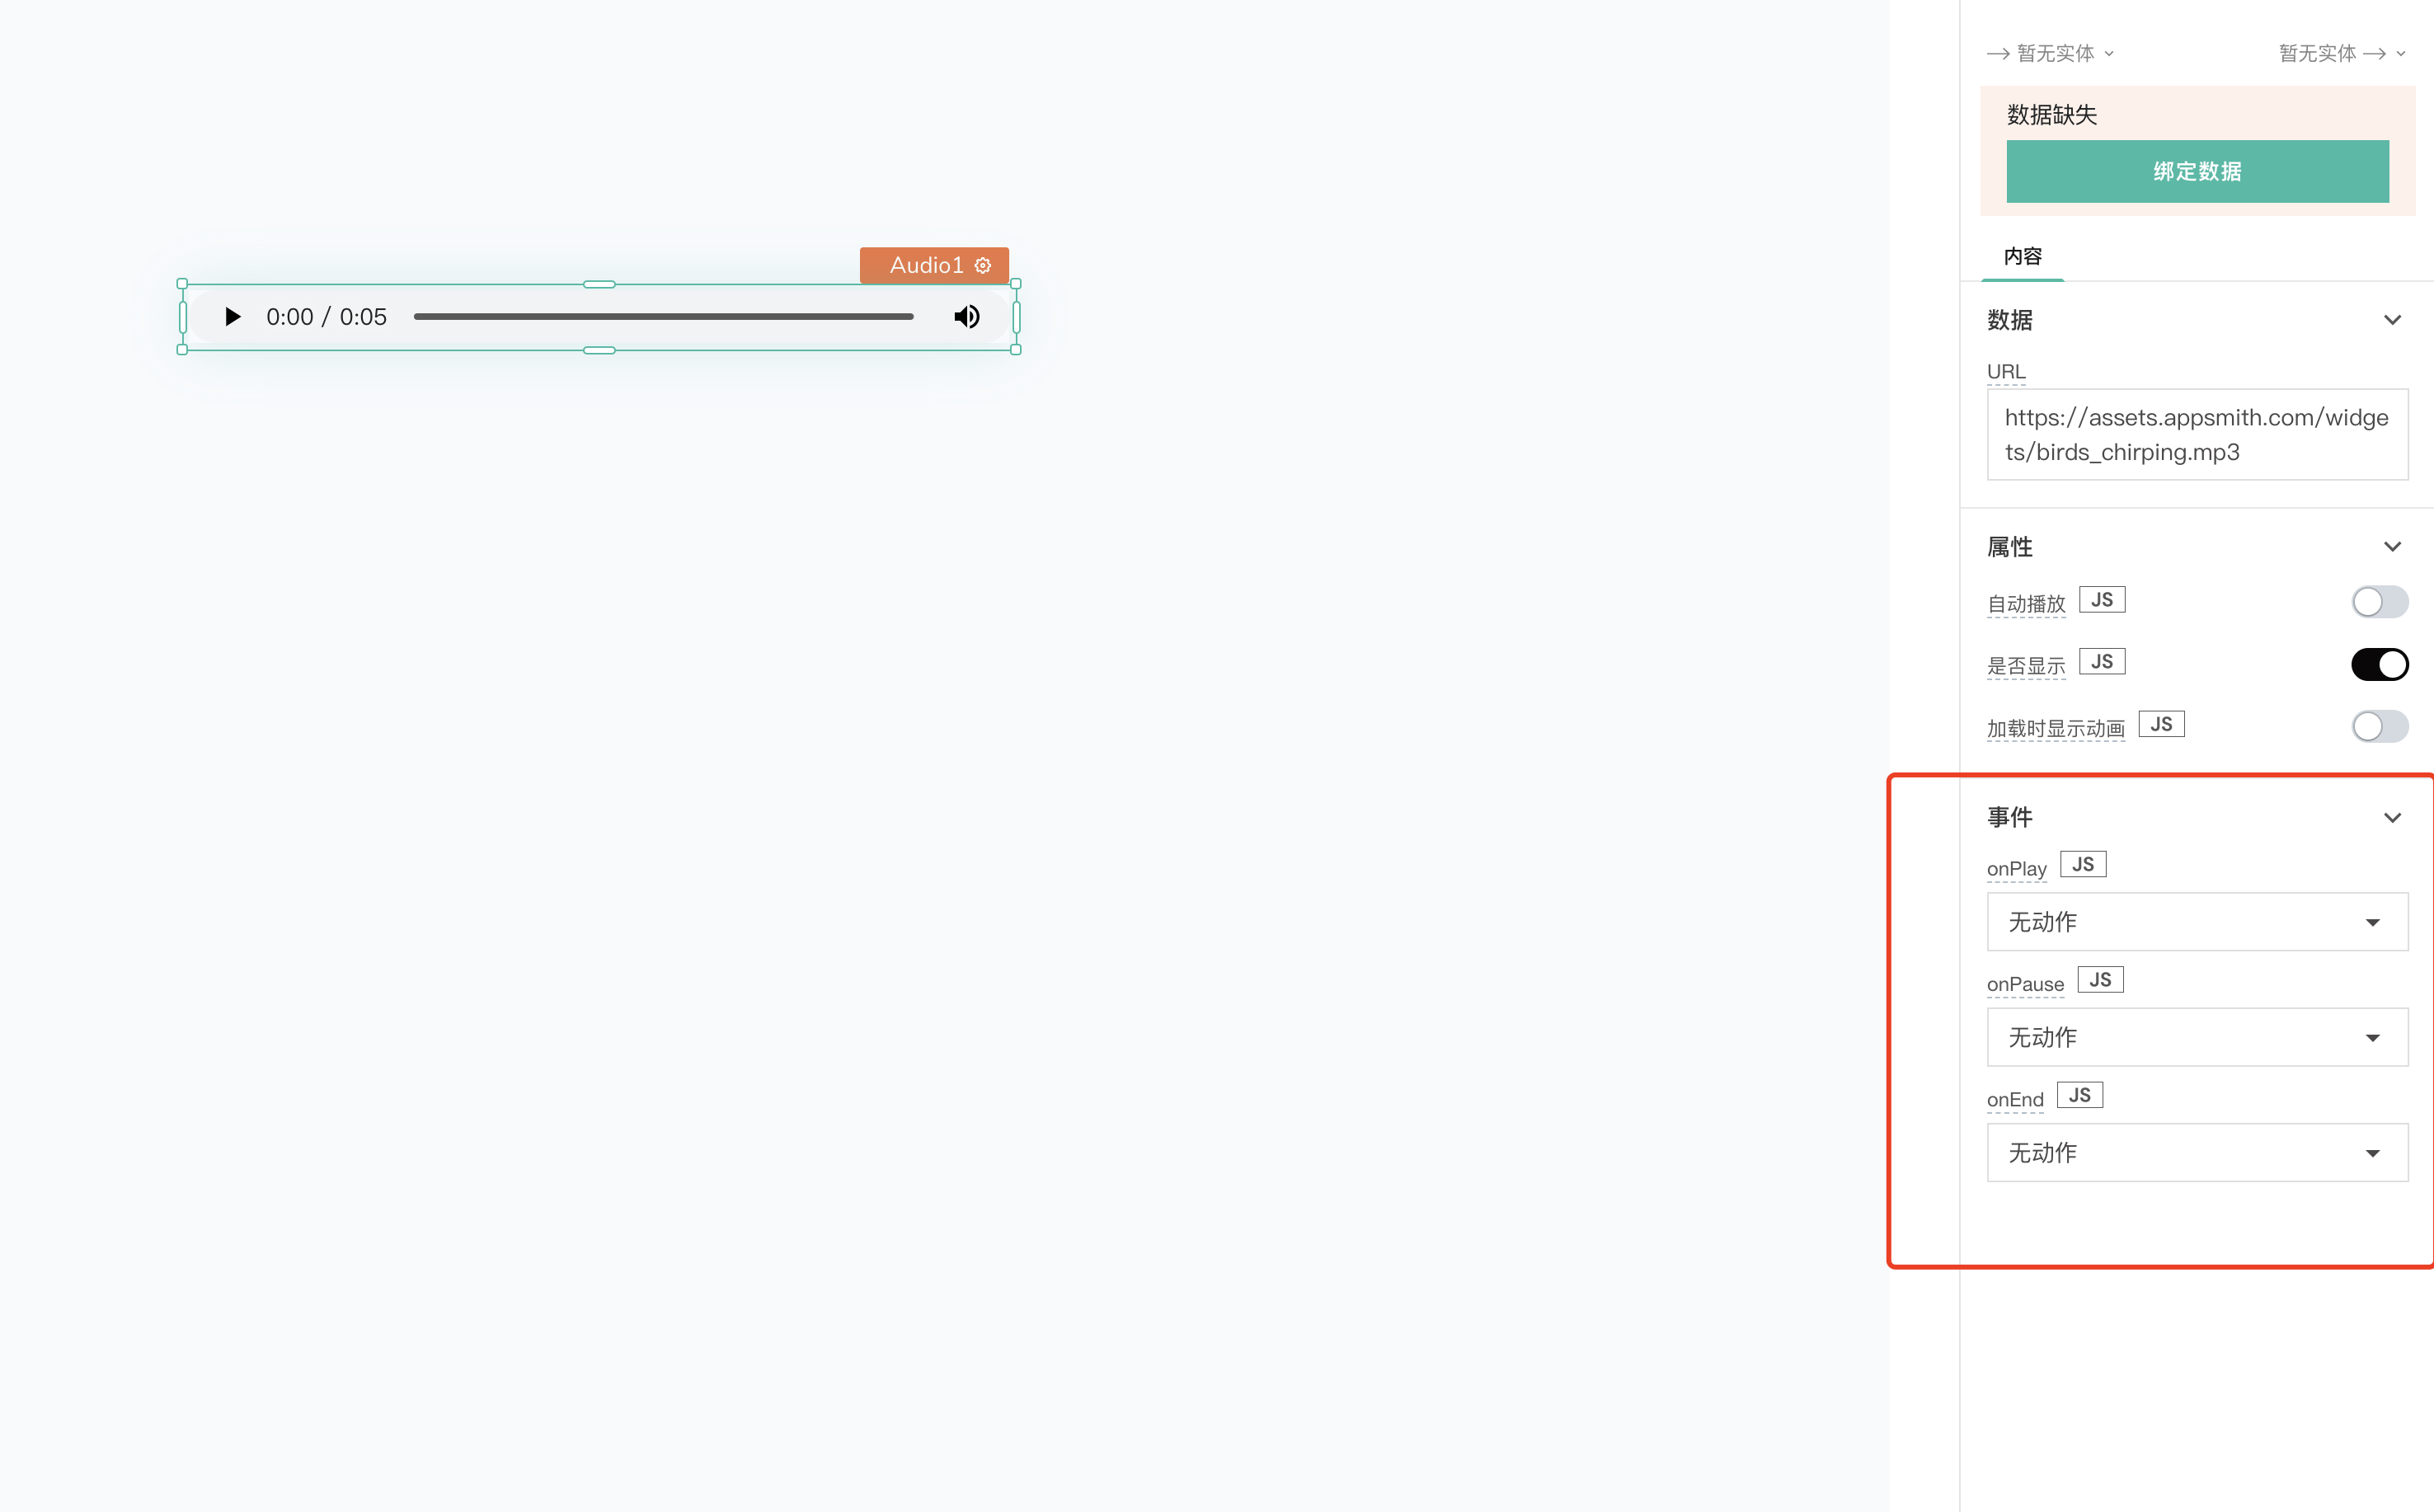 暂无实体
暂无实体
数据缺失
绑定数据
Audio1
0:00 / 0:05
内容
数据
URL
https://assets.appsmith.com/widge
ts/birds_chirping.mp3
属性
自动播放 JS
是否显示 JS
加载时显示动画 JS
事件
onPlay JS
无动作
onPause JS
无动作
onEnd JS
无动作